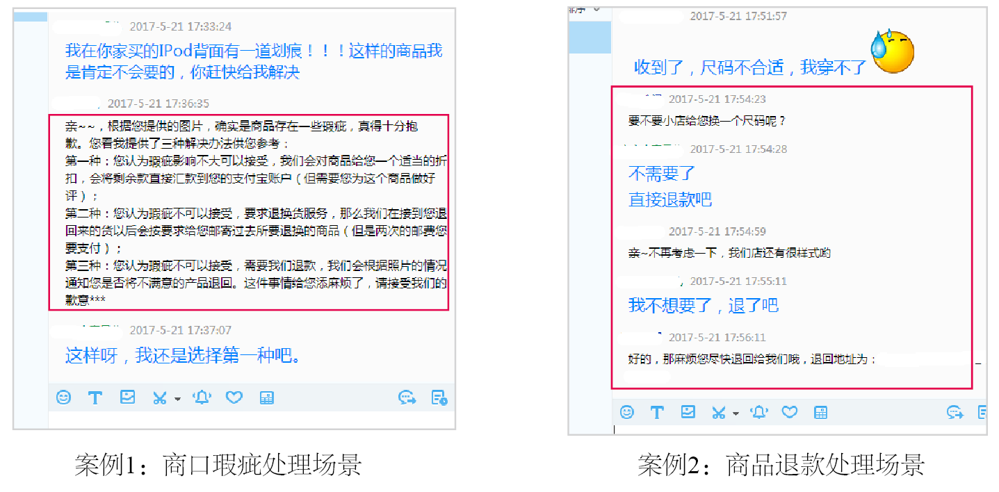 2017-5-21 17:33:24
我在你家买的IPod背面有一道划痕！！！这样的商品我
是肯定不会要的，你赶快给我解决
2017-5-21 17:36:35
亲~~，根据您提供的图片，确实是商品存在一些瑕疵，真得十分抱
歉。您看我提供了三种解决办法供您参考：
第一种：您认为瑕疵影响不大可以接受，我们会对商品给您一个适当的折
扣，会将剩余款直接汇款到您的支付宝账户（但需要您为这个商品做好
评）；
第二种：您认为瑕疵不可以接受，要求退换货服务，那么我们在接到您退
回来的货以后会按要求给您邮寄过去所要退换的商品（但是两次的邮费您
要支付）；
第三种：您认为瑕疵不可以接受，需要我们退款，我们会根据照片的情况
通知您是否将不满意的产品退回。这件事情给您添麻烦了，请接受我们的
歉意***
2017-5-21 17:37:07
这样呀，我还是选择第一种吧。
案例1：商口瑕疵处理场景
2017-5-21 17:51:57
收到了，尺码不合适，我穿不了
2017-5-21 17:54:23
要不要小店给您换一个尺码呢？
2017-5-21 17:54:28
不需要了
直接退款吧
2017-5-21 17:54:59
亲~不再考虑一下，我们店还有很样式哟
2017-5-21 17:55:11
我不想要了，退了吧
2017-5-21 17:56:11
好的，那麻烦您尽快退回给我们哦，退回地址为：
案例2：商品退款处理场景